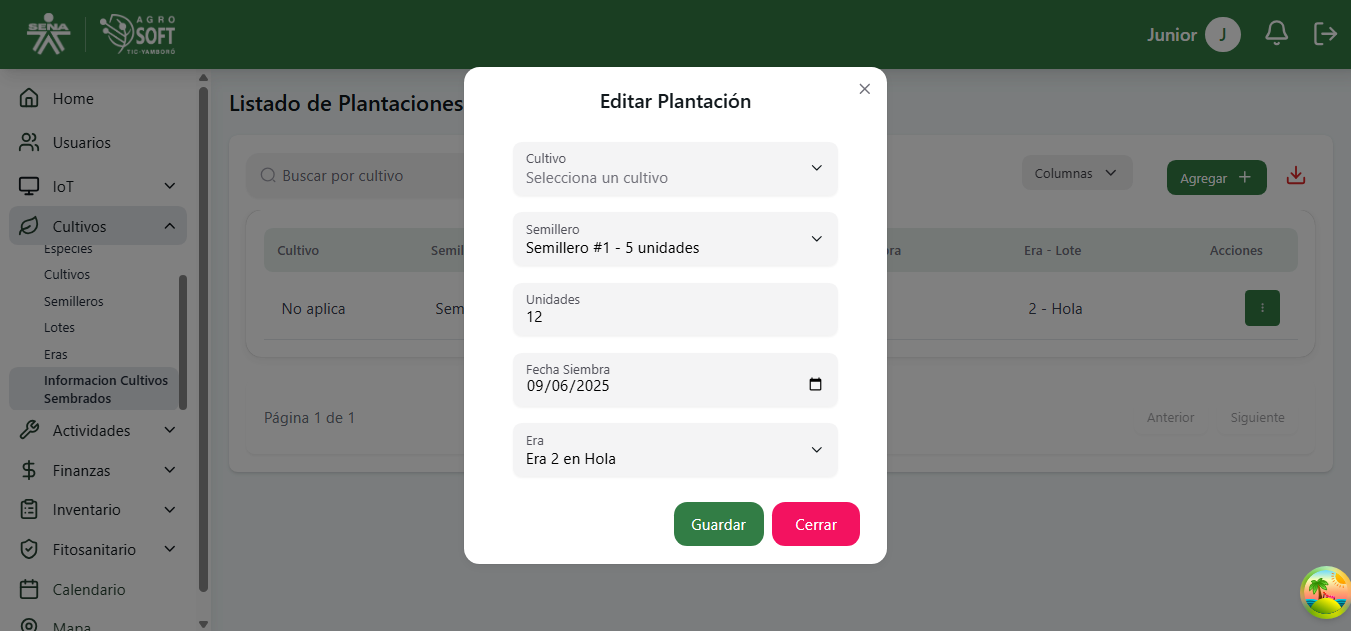 SENA
AGRO
SOFT
TIC-YAMBORÓ
Junior
J
Home
Usuarios
IoT
Cultivos
Especies
Cultivos
Semilleros
Lotes
Eras
Informacion Cultivos
Sembrados
Actividades
Finanzas
Inventario
Fitosanitario
Calendario
Mapa
Listado de Plantaciones
Buscar por cultivo
Columnas
Agregar
Cultivo
Era - Lote
Acciones
No aplica
2 - Hola
Página 1 de 1
Anterior
Siguiente
Editar Plantación
Cultivo
Selecciona un cultivo
Semillero
Semillero #1 - 5 unidades
Unidades
12
Fecha Siembra
09/06/2025
Era
Era 2 en Hola
Guardar
Cerrar